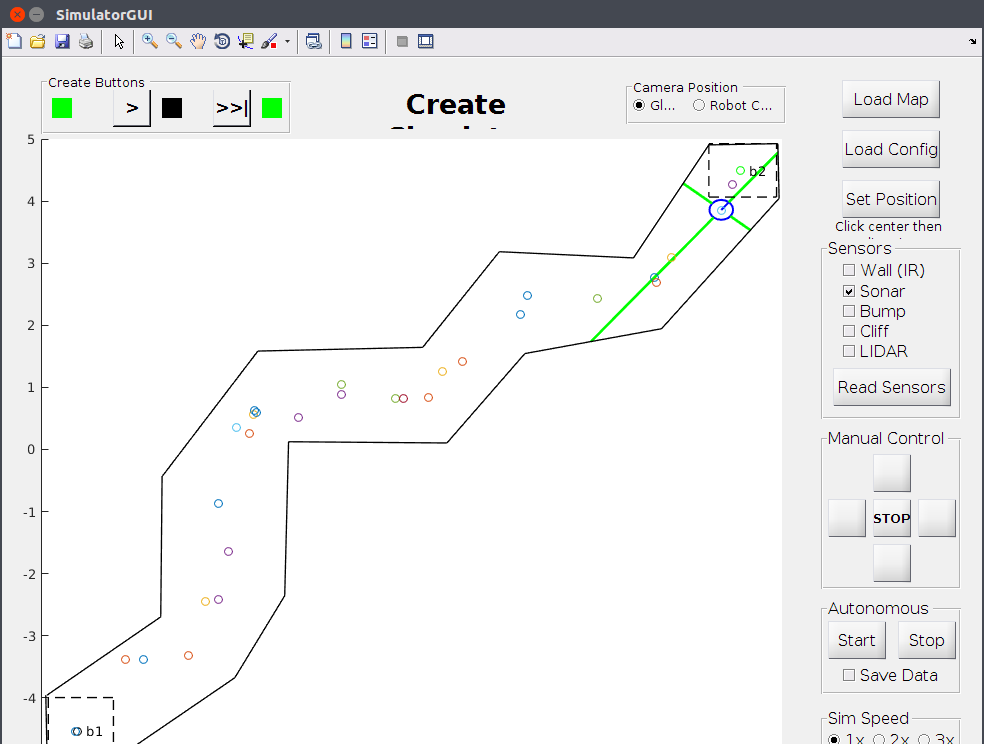 SimulatorGUI
Create Buttons
> >>|
Create
Camera Position
Gl... Robot C...
Load Map
Load Config
Set Position
Click center then
Sensors
Wall (IR)
Sonar
Bump
Cliff
LIDAR
Read Sensors
Manual Control
STOP
Autonomous
Start Stop
Save Data
Sim Speed
1x 2x 3x
5
4
3
2
1
0
-1
-2
-3
-4
b2
b1